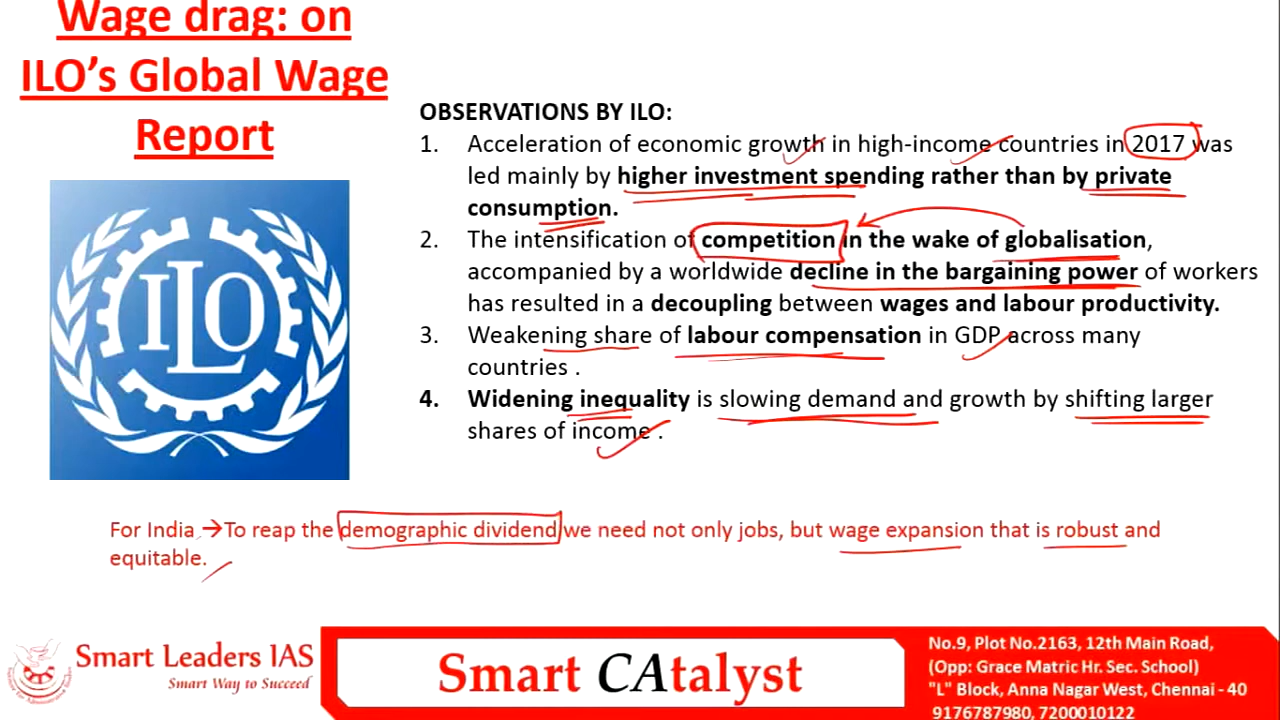 Wage drag: on
ILO's Global Wage
Report
OBSERVATIONS BY ILO:
1. Acceleration of economic growth in high-income countries in 2017 was
led mainly by higher investment spending rather than by private
consumption.
2. The intensification of competition in the wake of globalisation,
accompanied by a worldwide decline in the bargaining power of workers
has resulted in a decoupling between wages and labour productivity.
3. Weakening share of labour compensation in GDP across many
countries .
4. Widening inequality is slowing demand and growth by shifting larger
shares of income .
ILO
For India →To reap the demographic dividend we need not only jobs, but wage expansion that is robust and
equitable.
Smart Leaders IAS
Smart Way to Succeed
Smart CAtalyst
No.9, Plot No.2163, 12th Main Road,
(Opp: Grace Matric Hr. Sec. School)
"L" Block, Anna Nagar West, Chennai - 40
9176787980, 7200010122